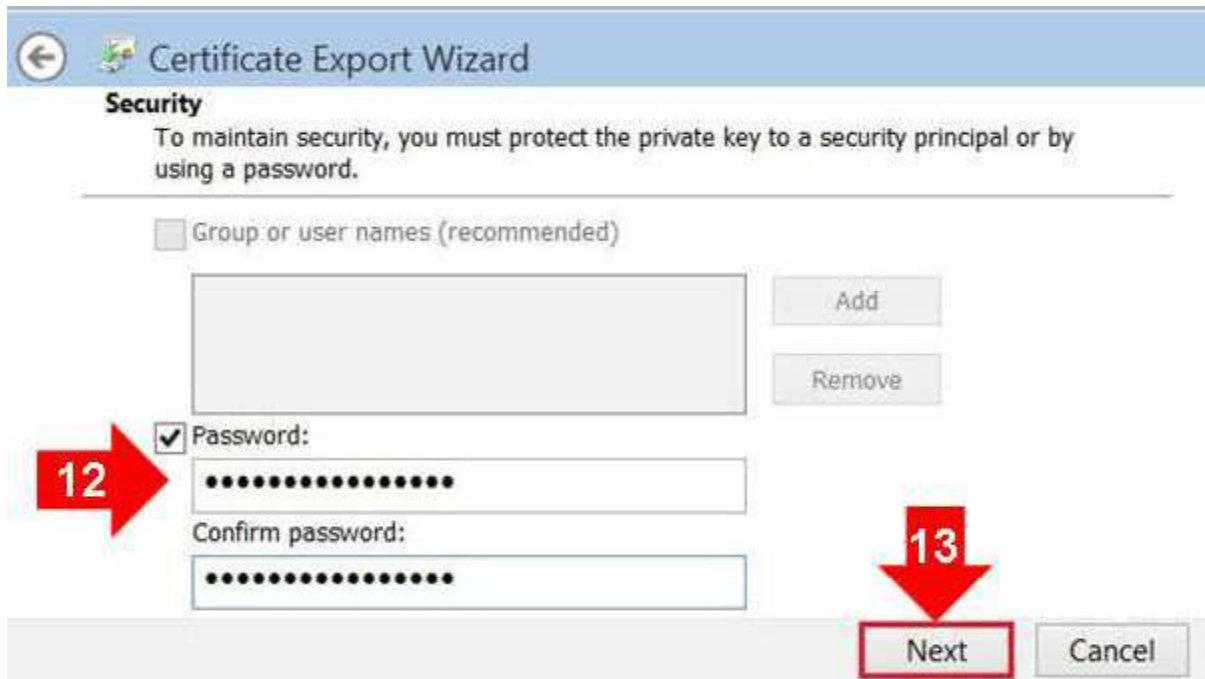 Certificate Export Wizard
Security
To maintain security, you must protect the private key to a security principal or by
using a password.
Group or user names (recommended)
Add
Remove
Password:
12
••••••••••••••••
Confirm password:
••••••••••••••••
13
Next
Cancel